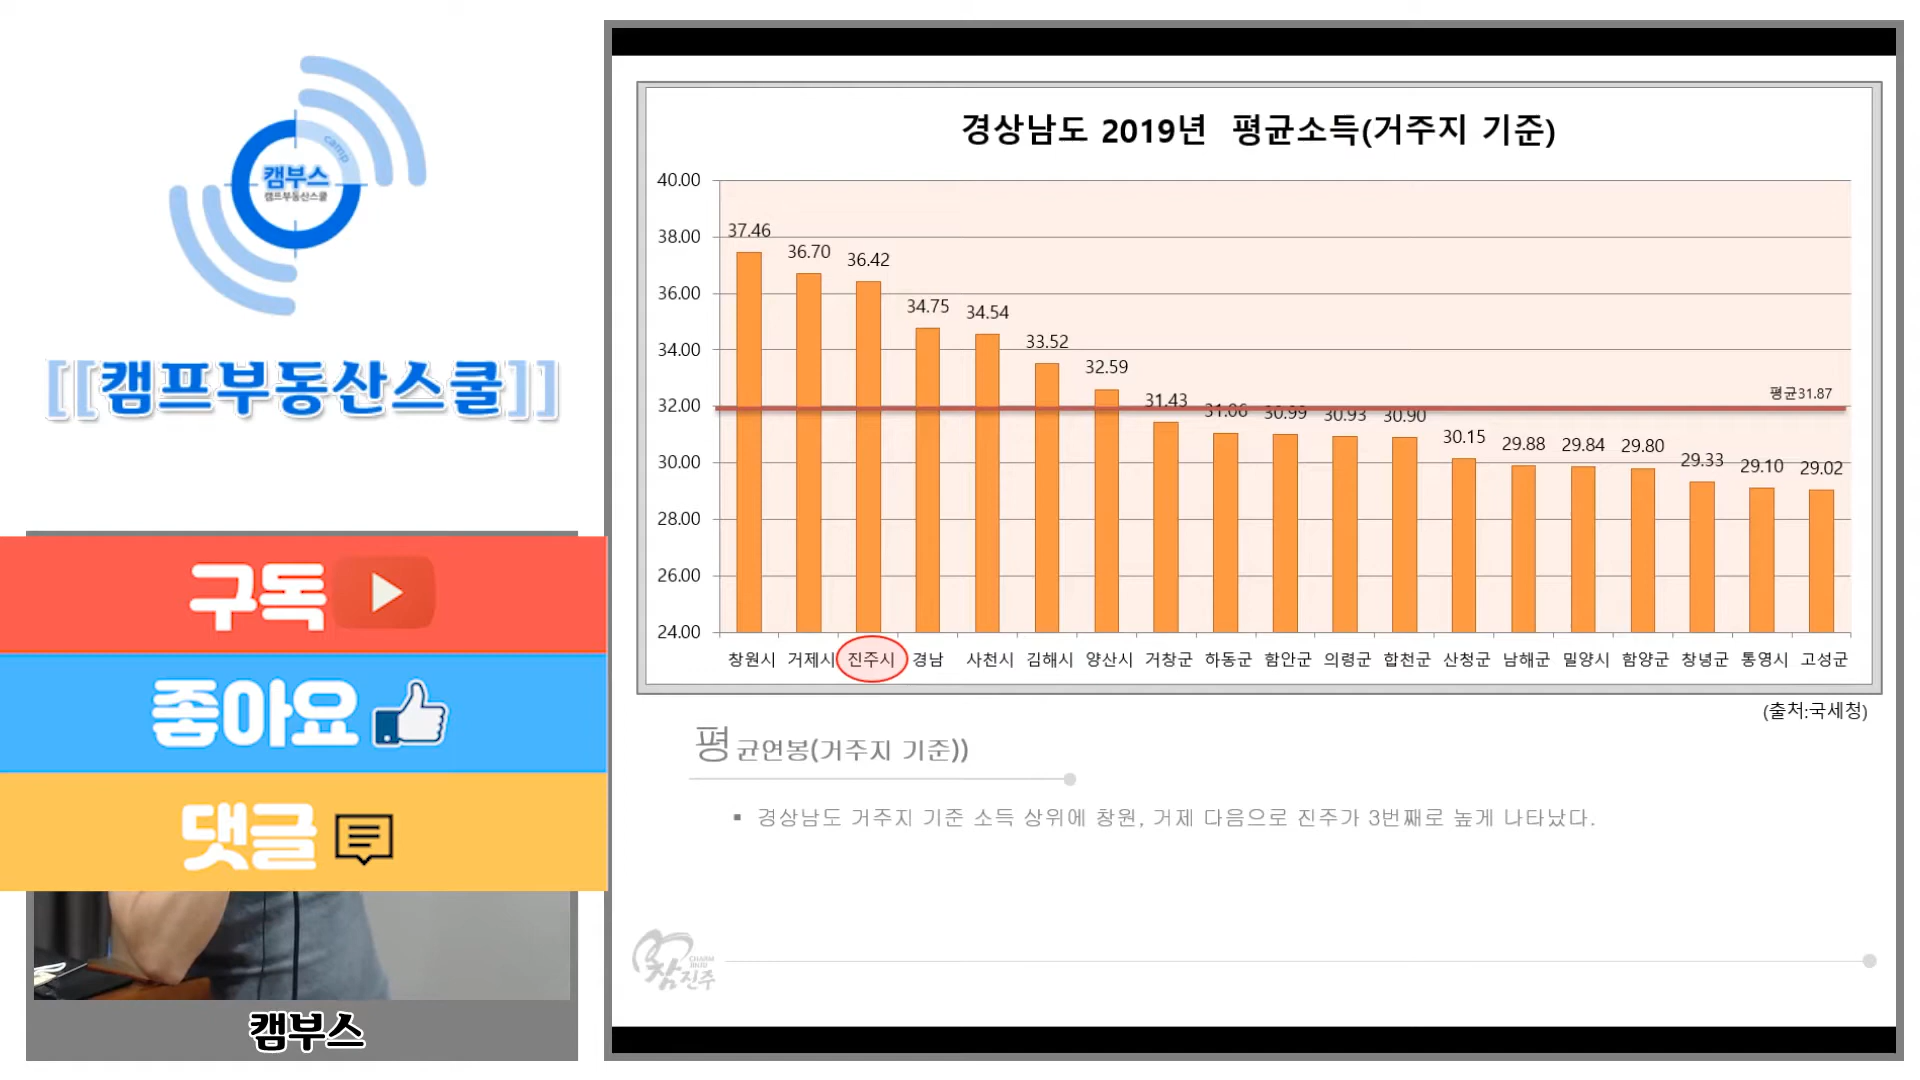 camp
캠부스
캠프부동산스쿨
[[캠프부동산스쿨]]
구독
좋아요
댓글
캠부스
경상남도 2019년 평균소득(거주지 기준)
40.00
38.00
36.00
34.00
32.00
30.00
28.00
26.00
24.00
37.46 36.70 36.42 34.75 34.54 33.52 32.59 31.43 31.06 30.99 30.93 30.90 30.15 29.88 29.84 29.80 29.33 29.10 29.02
평균31.87
창원시 거제시 진주시 경남 사천시 김해시 양산시 거창군 하동군 함안군 의령군 합천군 산청군 남해군 밀양시 함양군 창녕군 통영시 고성군
(출처:국세청)
평균연봉(거주지 기준))
▪ 경상남도 거주지 기준 소득 상위에 창원, 거제 다음으로 진주가 3번째로 높게 나타났다.
CHARM
JINJU
참진주